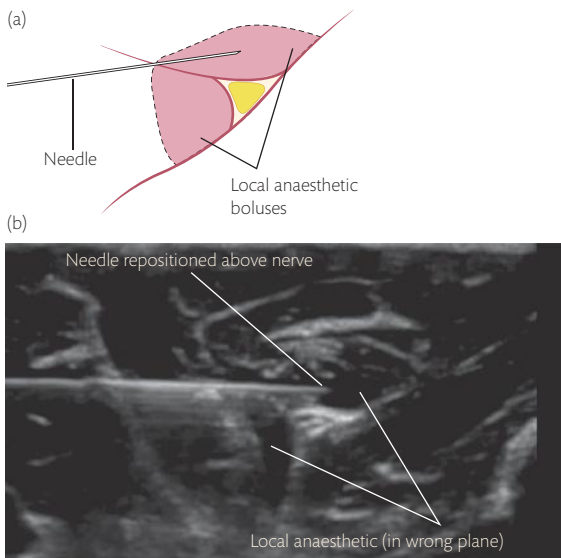 (a)
Needle
Local anaesthetic
boluses
(b)
Needle repositioned above nerve
Local anaesthetic (in wrong plane)